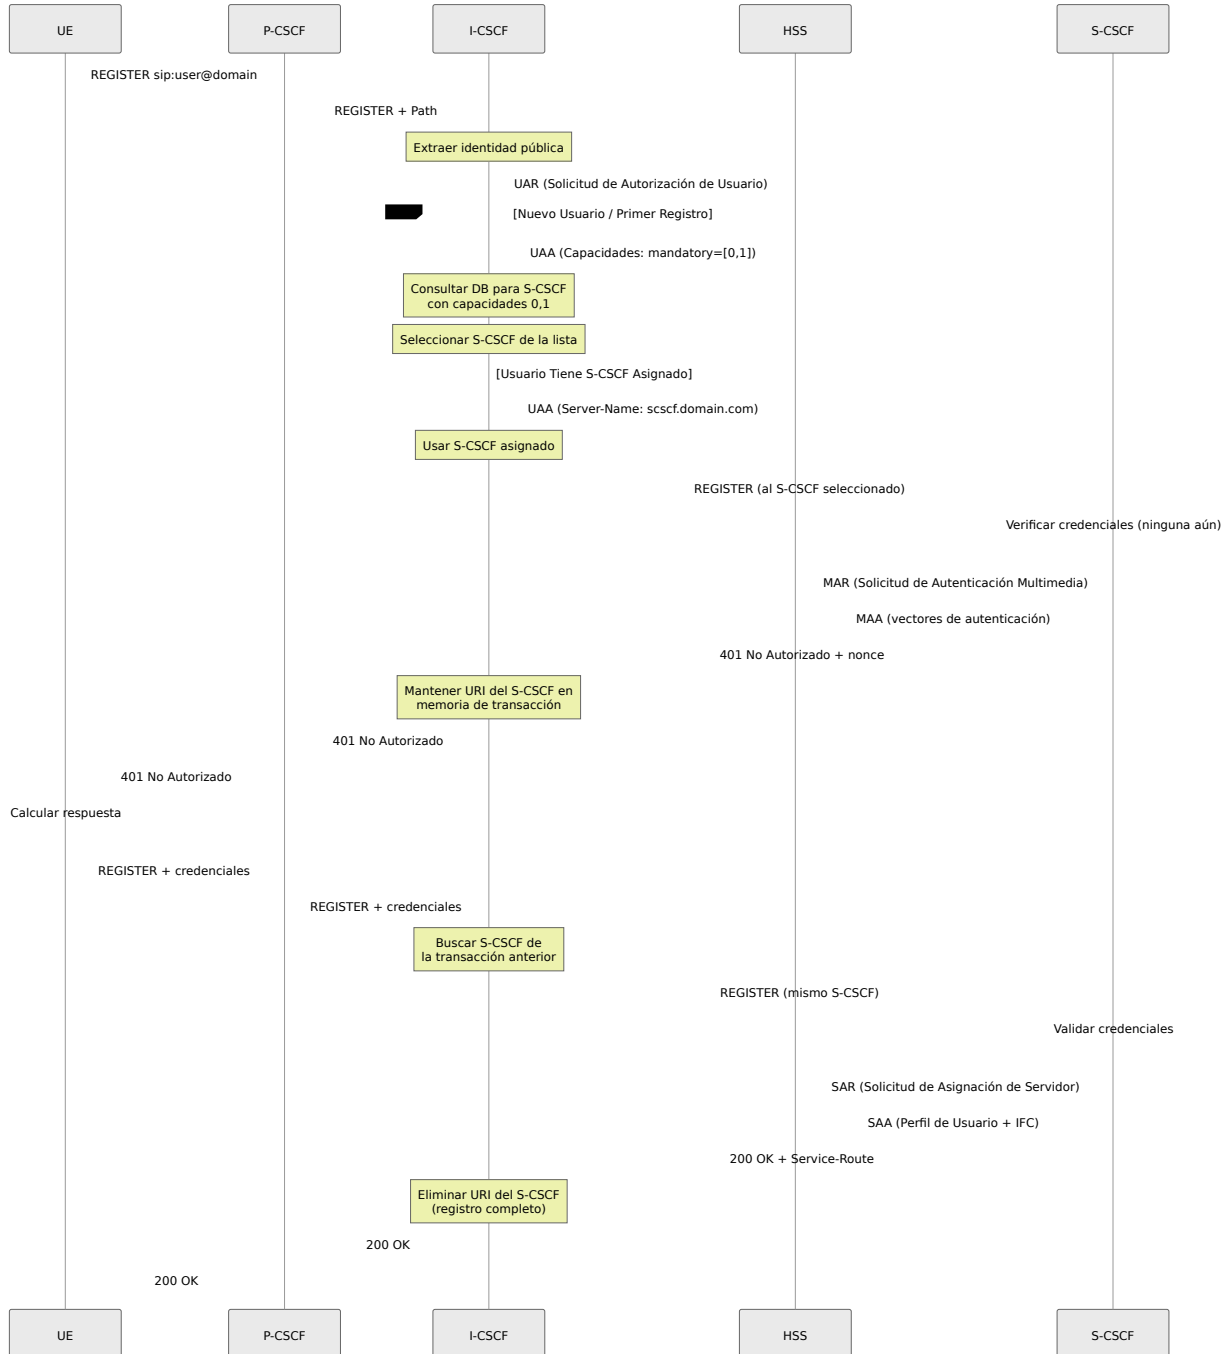 UE
P-CSCF
I-CSCF
HSS
S-CSCF
REGISTER sip:user@domain
REGISTER + Path
Extraer identidad pública
UAR (Solicitud de Autorización de Usuario)
[Nuevo Usuario / Primer Registro]
UAA (Capacidades: mandatory=[0,1])
Consultar DB para S-CSCF
con capacidades 0,1
Seleccionar S-CSCF de la lista
[Usuario Tiene S-CSCF Asignado]
UAA (Server-Name: scscf.domain.com)
Usar S-CSCF asignado
REGISTER (al S-CSCF seleccionado)
Verificar credenciales (ninguna aún)
MAR (Solicitud de Autenticación Multimedia)
MAA (vectores de autenticación)
401 No Autorizado + nonce
Mantener URI del S-CSCF en
memoria de transacción
401 No Autorizado
401 No Autorizado
Calcular respuesta
REGISTER + credenciales
REGISTER + credenciales
Buscar S-CSCF de
la transacción anterior
REGISTER (mismo S-CSCF)
Validar credenciales
SAR (Solicitud de Asignación de Servidor)
SAA (Perfil de Usuario + IFC)
200 OK + Service-Route
Eliminar URI del S-CSCF
(registro completo)
200 OK
200 OK
UE
P-CSCF
I-CSCF
HSS
S-CSCF